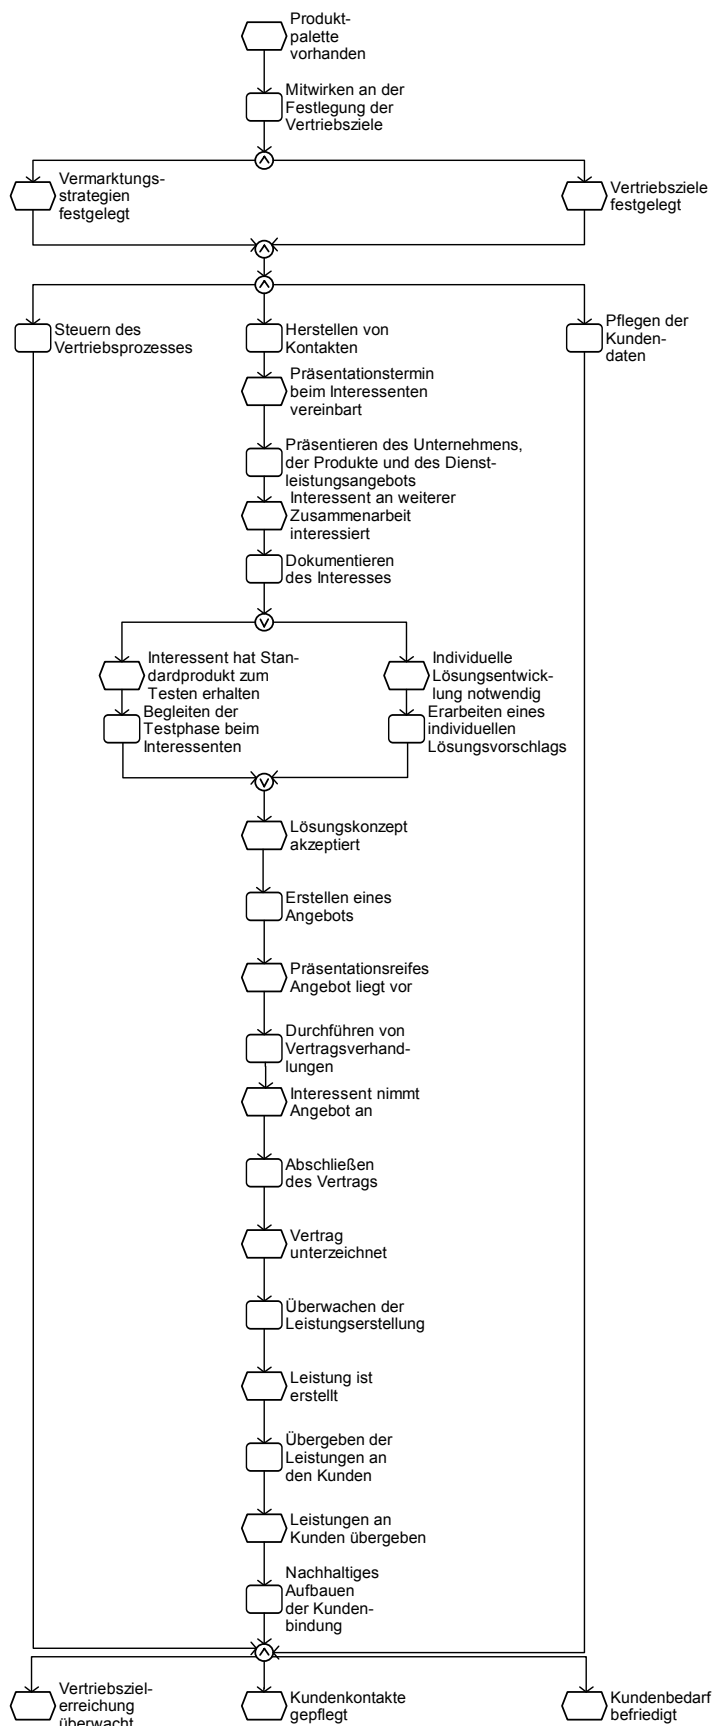 Produkt-
palette
vorhanden
Mitwirken an der
Festlegung der
Vertriebsziele
Vermarktungs-
strategien
festgelegt
Vertriebsziele
festgelegt
Steuern des
Vertriebsprozesses
Herstellen von
Kontakten
Pflegen der
Kunden-
daten
Präsentationstermin
beim Interessenten
vereinbart
Präsentieren des Unternehmens,
der Produkte und des Dienst-
leistungsangebots
Interessent an weiterer
Zusammenarbeit
interessiert
Dokumentieren
des Interesses
Interessent hat Stan-
dardprodukt zum
Testen erhalten
Individuelle
Lösungsentwick-
lung notwendig
Begleiten der
Testphase beim
Interessenten
Erarbeiten eines
individuellen
Lösungsvorschlags
Lösungskonzept
akzeptiert
Erstellen eines
Angebots
Präsentationsreifes
Angebot liegt vor
Durchführen von
Vertragsverhand-
lungen
Interessent nimmt
Angebot an
Abschließen
des Vertrags
Vertrag
unterzeichnet
Überwachen der
Leistungserstellung
Leistung ist
erstellt
Übergeben der
Leistungen an
den Kunden
Leistungen an
Kunden übergeben
Nachhaltiges
Aufbauen
der Kunden-
bindung
Vertriebsziel-
erreichung
überwacht
Kundenkontakte
gepflegt
Kundenbedarf
befriedigt